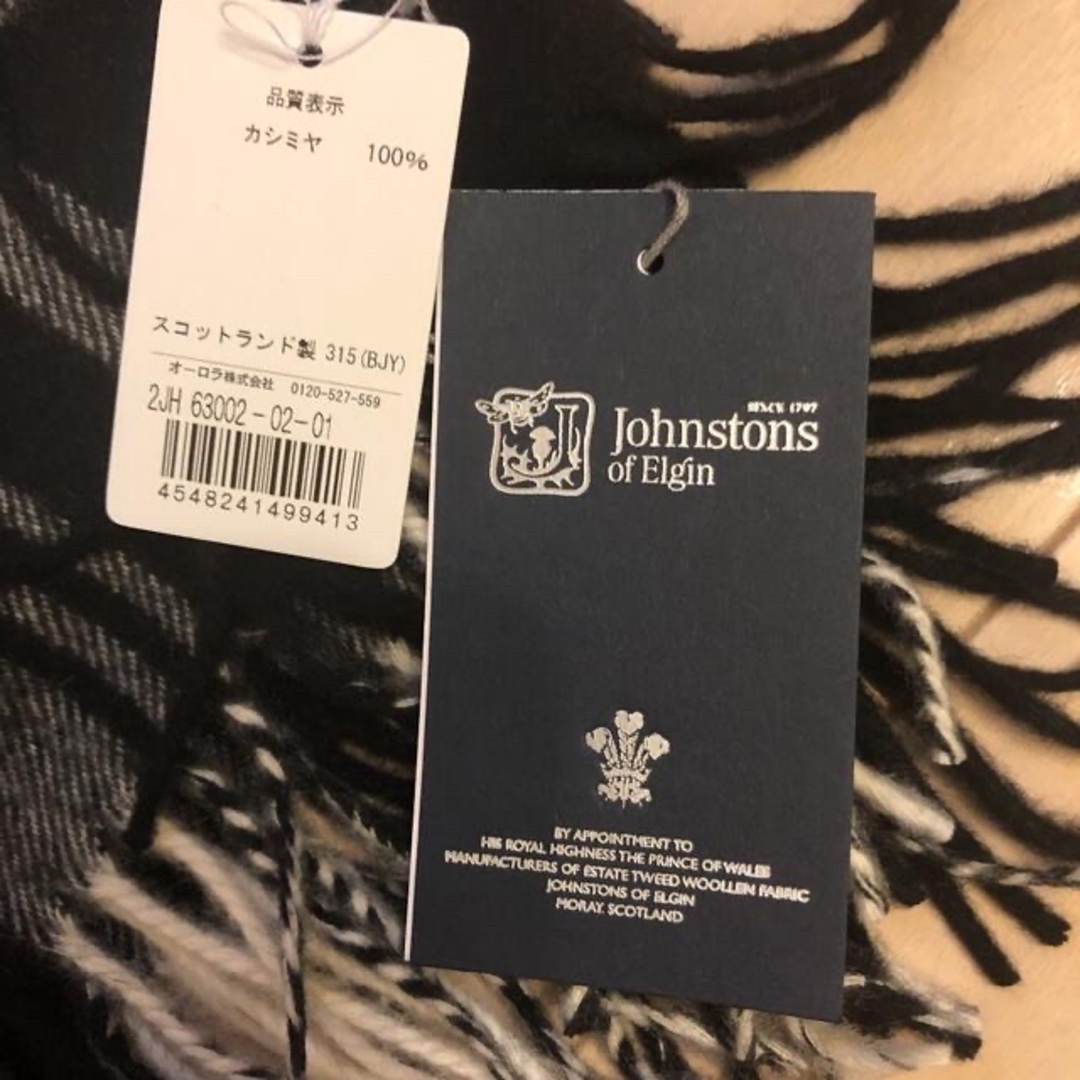 品質表示
カシミヤ 100%
スコットランド製 315(BJY)
オーロラ株式会社 0120-527-559
2JH 63002-02-01
4548241499413
SINCE 1797
Johnstons
of Elgin
BY APPOINTMENT TO
HIS ROYAL HIGHNESS THE PRINCE OF WALES
MANUFACTURERS OF ESTATE TWEED WOOLLEN FABRIC
JOHNSTONS OF ELGIN
MORAY, SCOTLAND